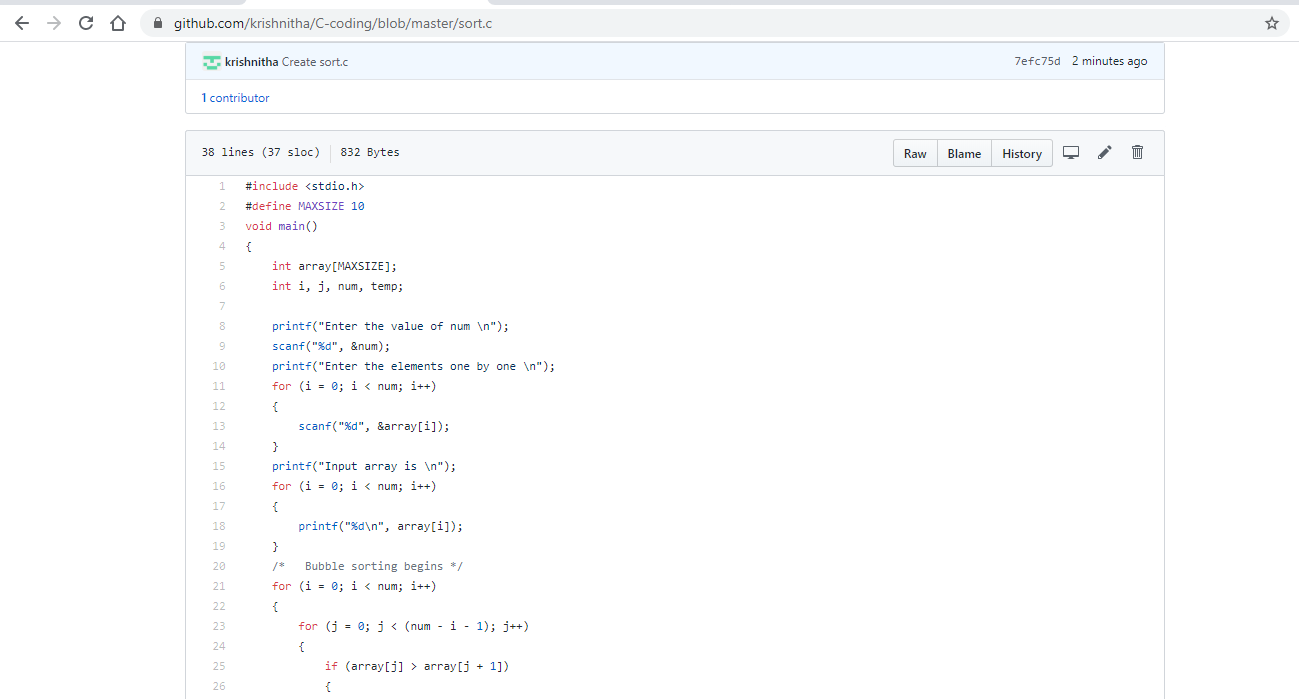 github.com/krishnitha/C-coding/blob/master/sort.c
krishnitha Create sort.c 7efc75d 2 minutes ago
1 contributor
38 lines (37 sloc) 832 Bytes Raw Blame History
1 #include <stdio.h>
2 #define MAXSIZE 10
3 void main()
4 {
5     int array[MAXSIZE];
6     int i, j, num, temp;
7
8     printf("Enter the value of num \n");
9     scanf("%d", &num);
10     printf("Enter the elements one by one \n");
11     for (i = 0; i < num; i++)
12     {
13         scanf("%d", &array[i]);
14     }
15     printf("Input array is \n");
16     for (i = 0; i < num; i++)
17     {
18         printf("%d\n", array[i]);
19     }
20     /*   Bubble sorting begins */
21     for (i = 0; i < num; i++)
22     {
23         for (j = 0; j < (num - i - 1); j++)
24         {
25             if (array[j] > array[j + 1])
26             {